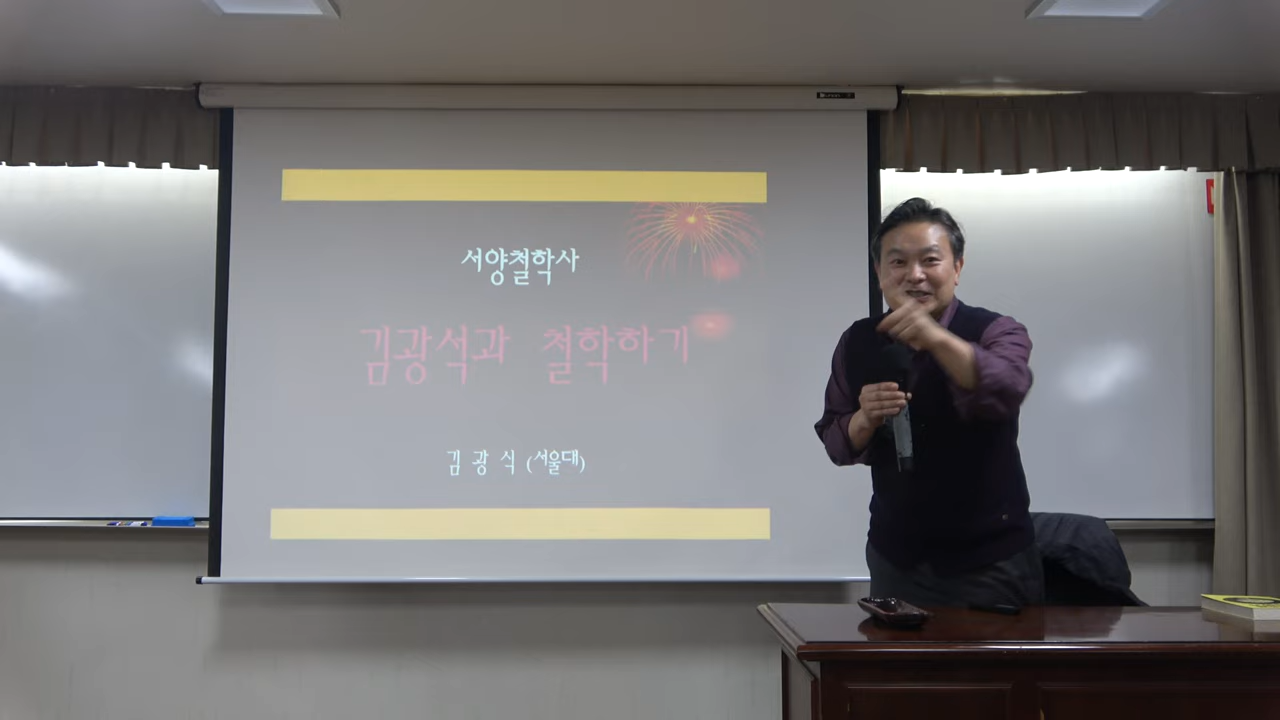 서양철학사
김광석과 철학하기
김 광 식 (서울대)